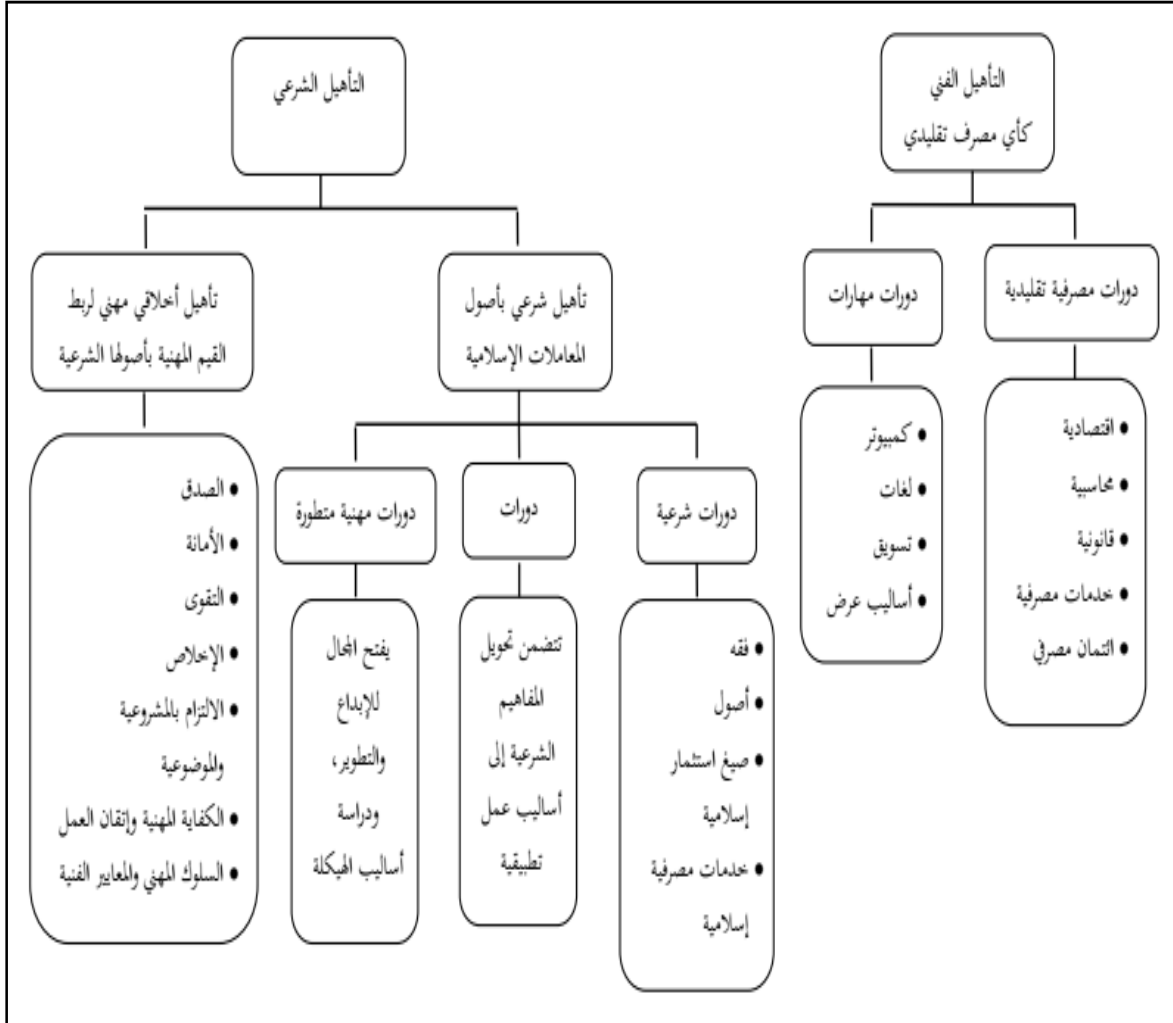 التأهيل الفني
كأي مصرف تقليدي
التأهيل الشرعي
دورات مصرفية تقليدية
دورات مهارات
تأهيل شرعي بأصول
المعاملات الإسلامية
تأهيل أخلاقي مهني لربط
القيم المهنية بأصولها الشرعية
● اقتصادية
● محاسبية
● قانونية
● خدمات مصرفية
● ائتمان مصرفي
● كمبيوتر
● لغات
● تسويق
● أساليب عرض
دورات شرعية
دورات
دورات مهنية متطورة
● فقه
● أصول
● صيغ استثمار
إسلامية
● خدمات مصرفية
إسلامية
تتضمن تحويل
المفاهيم
الشرعية إلى
أساليب عمل
تطبيقية
يفتح المجال
للإبداع
والتطوير،
ودراسة
أساليب الهيكلة
● الصدق
● الأمانة
● التقوى
● الإخلاص
● الالتزام بالمشروعية
والموضوعية
● الكفاية المهنية وإتقان العمل
● السلوك المهني والمعايير الفنية